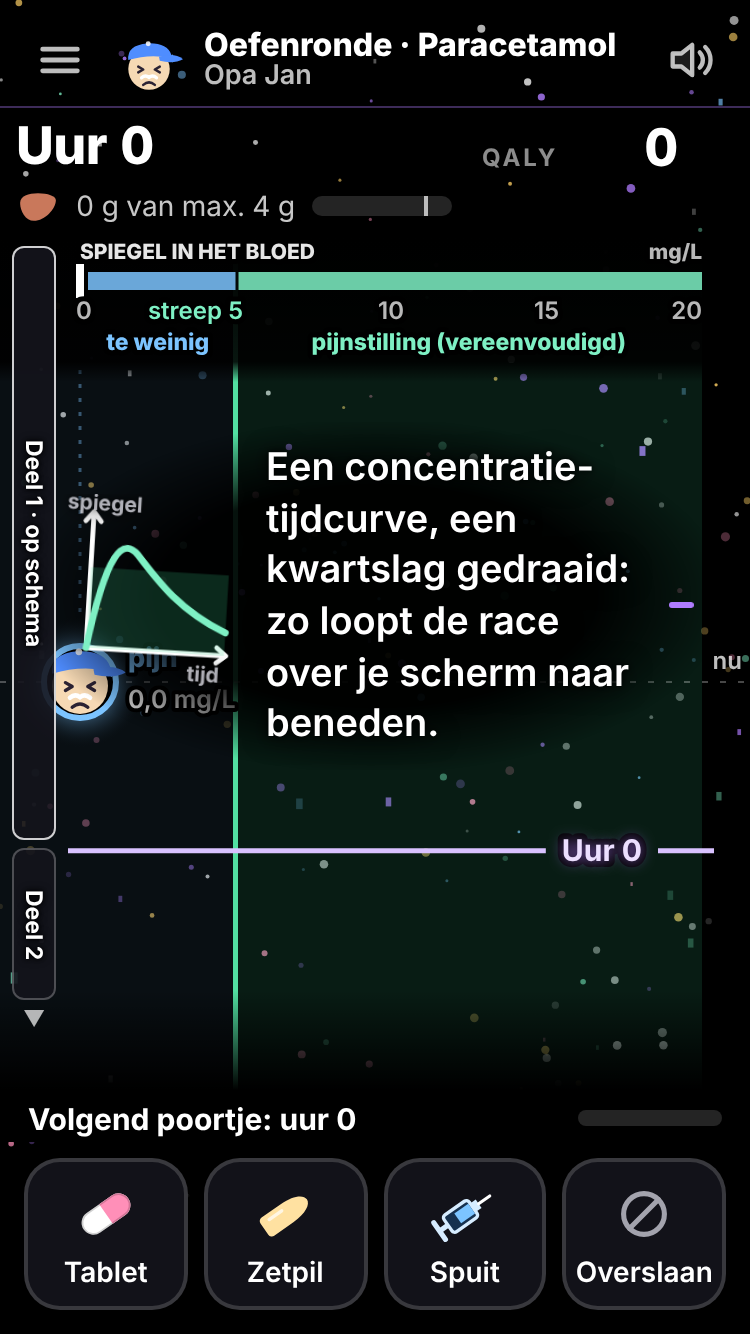 Oefenronde · Paracetamol
Opa Jan
Uur 0
QALY 0
0 g van max. 4 g
SPIEGEL IN HET BLOED mg/L
0 streep 5 10 15 20
te weinig pijnstilling (vereenvoudigd)
Deel 1 · op schema
spiegel
Een concentratie-
tijdcurve, een
kwartslag gedraaid:
zo loopt de race
over je scherm naar
beneden.
pijn
nu
tijd
0,0 mg/L
Uur 0
Deel 2
Volgend poortje: uur 0
Tablet Zetpil Spuit Overslaan